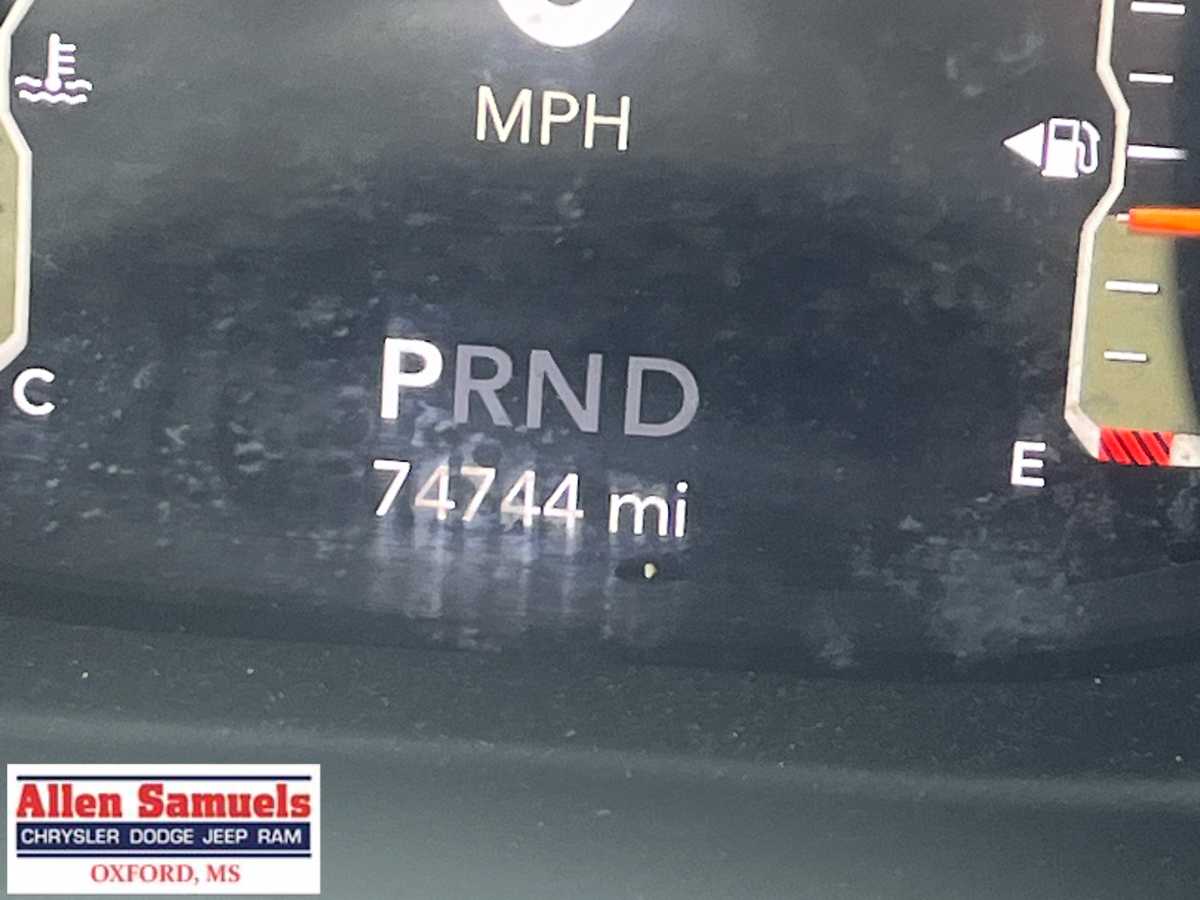 MPH
C
PRND
E
74744 mi
Allen Samuels
CHRYSLER DODGE JEEP RAM
OXFORD, MS